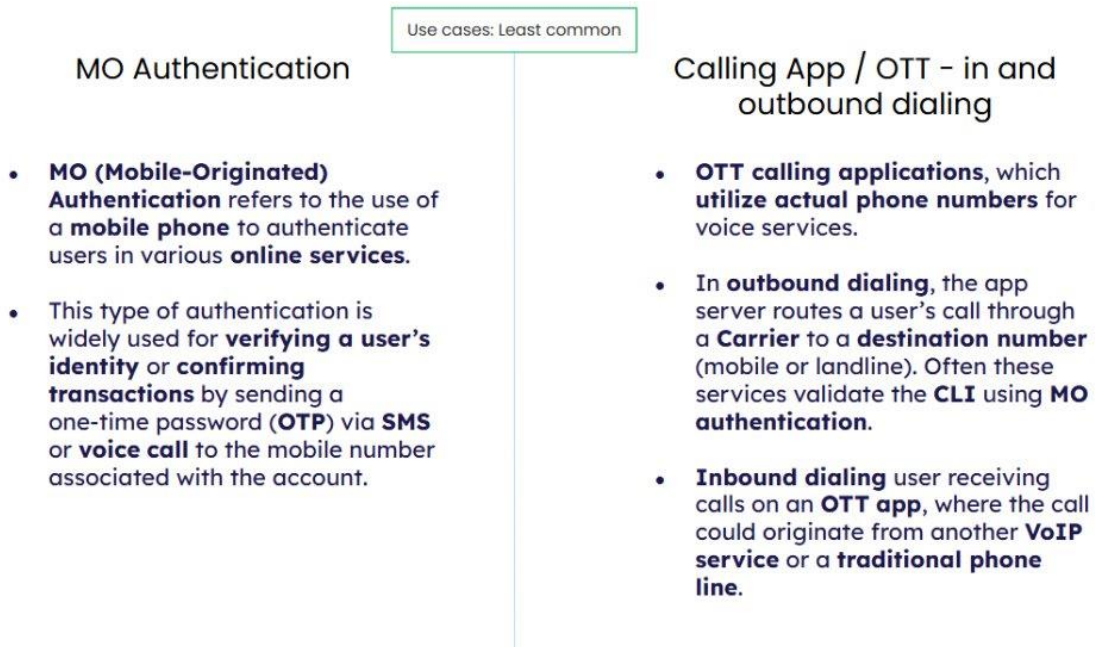 Use cases: Least common
MO Authentication
• MO (Mobile-Originated)
Authentication refers to the use of
a mobile phone to authenticate
users in various online services.
• This type of authentication is
widely used for verifying a user’s
identity or confirming
transactions by sending a
one-time password (OTP) via SMS
or voice call to the mobile number
associated with the account.
Calling App / OTT - in and
outbound dialing
• OTT calling applications, which
utilize actual phone numbers for
voice services.
• In outbound dialing, the app
server routes a user’s call through
a Carrier to a destination number
(mobile or landline). Often these
services validate the CLI using MO
authentication.
• Inbound dialing user receiving
calls on an OTT app, where the call
could originate from another VoIP
service or a traditional phone
line.